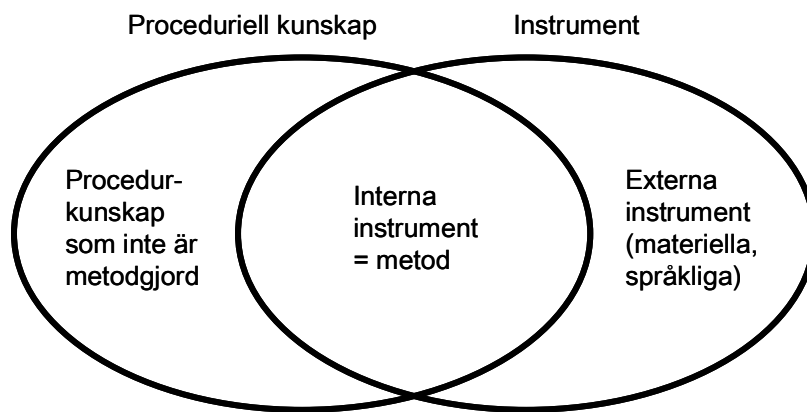 Proceduriell kunskap
Instrument
Procedur-
kunskap
som inte är
metodgjord
Interna
instrument
= metod
Externa
instrument
(materiella,
språkliga)